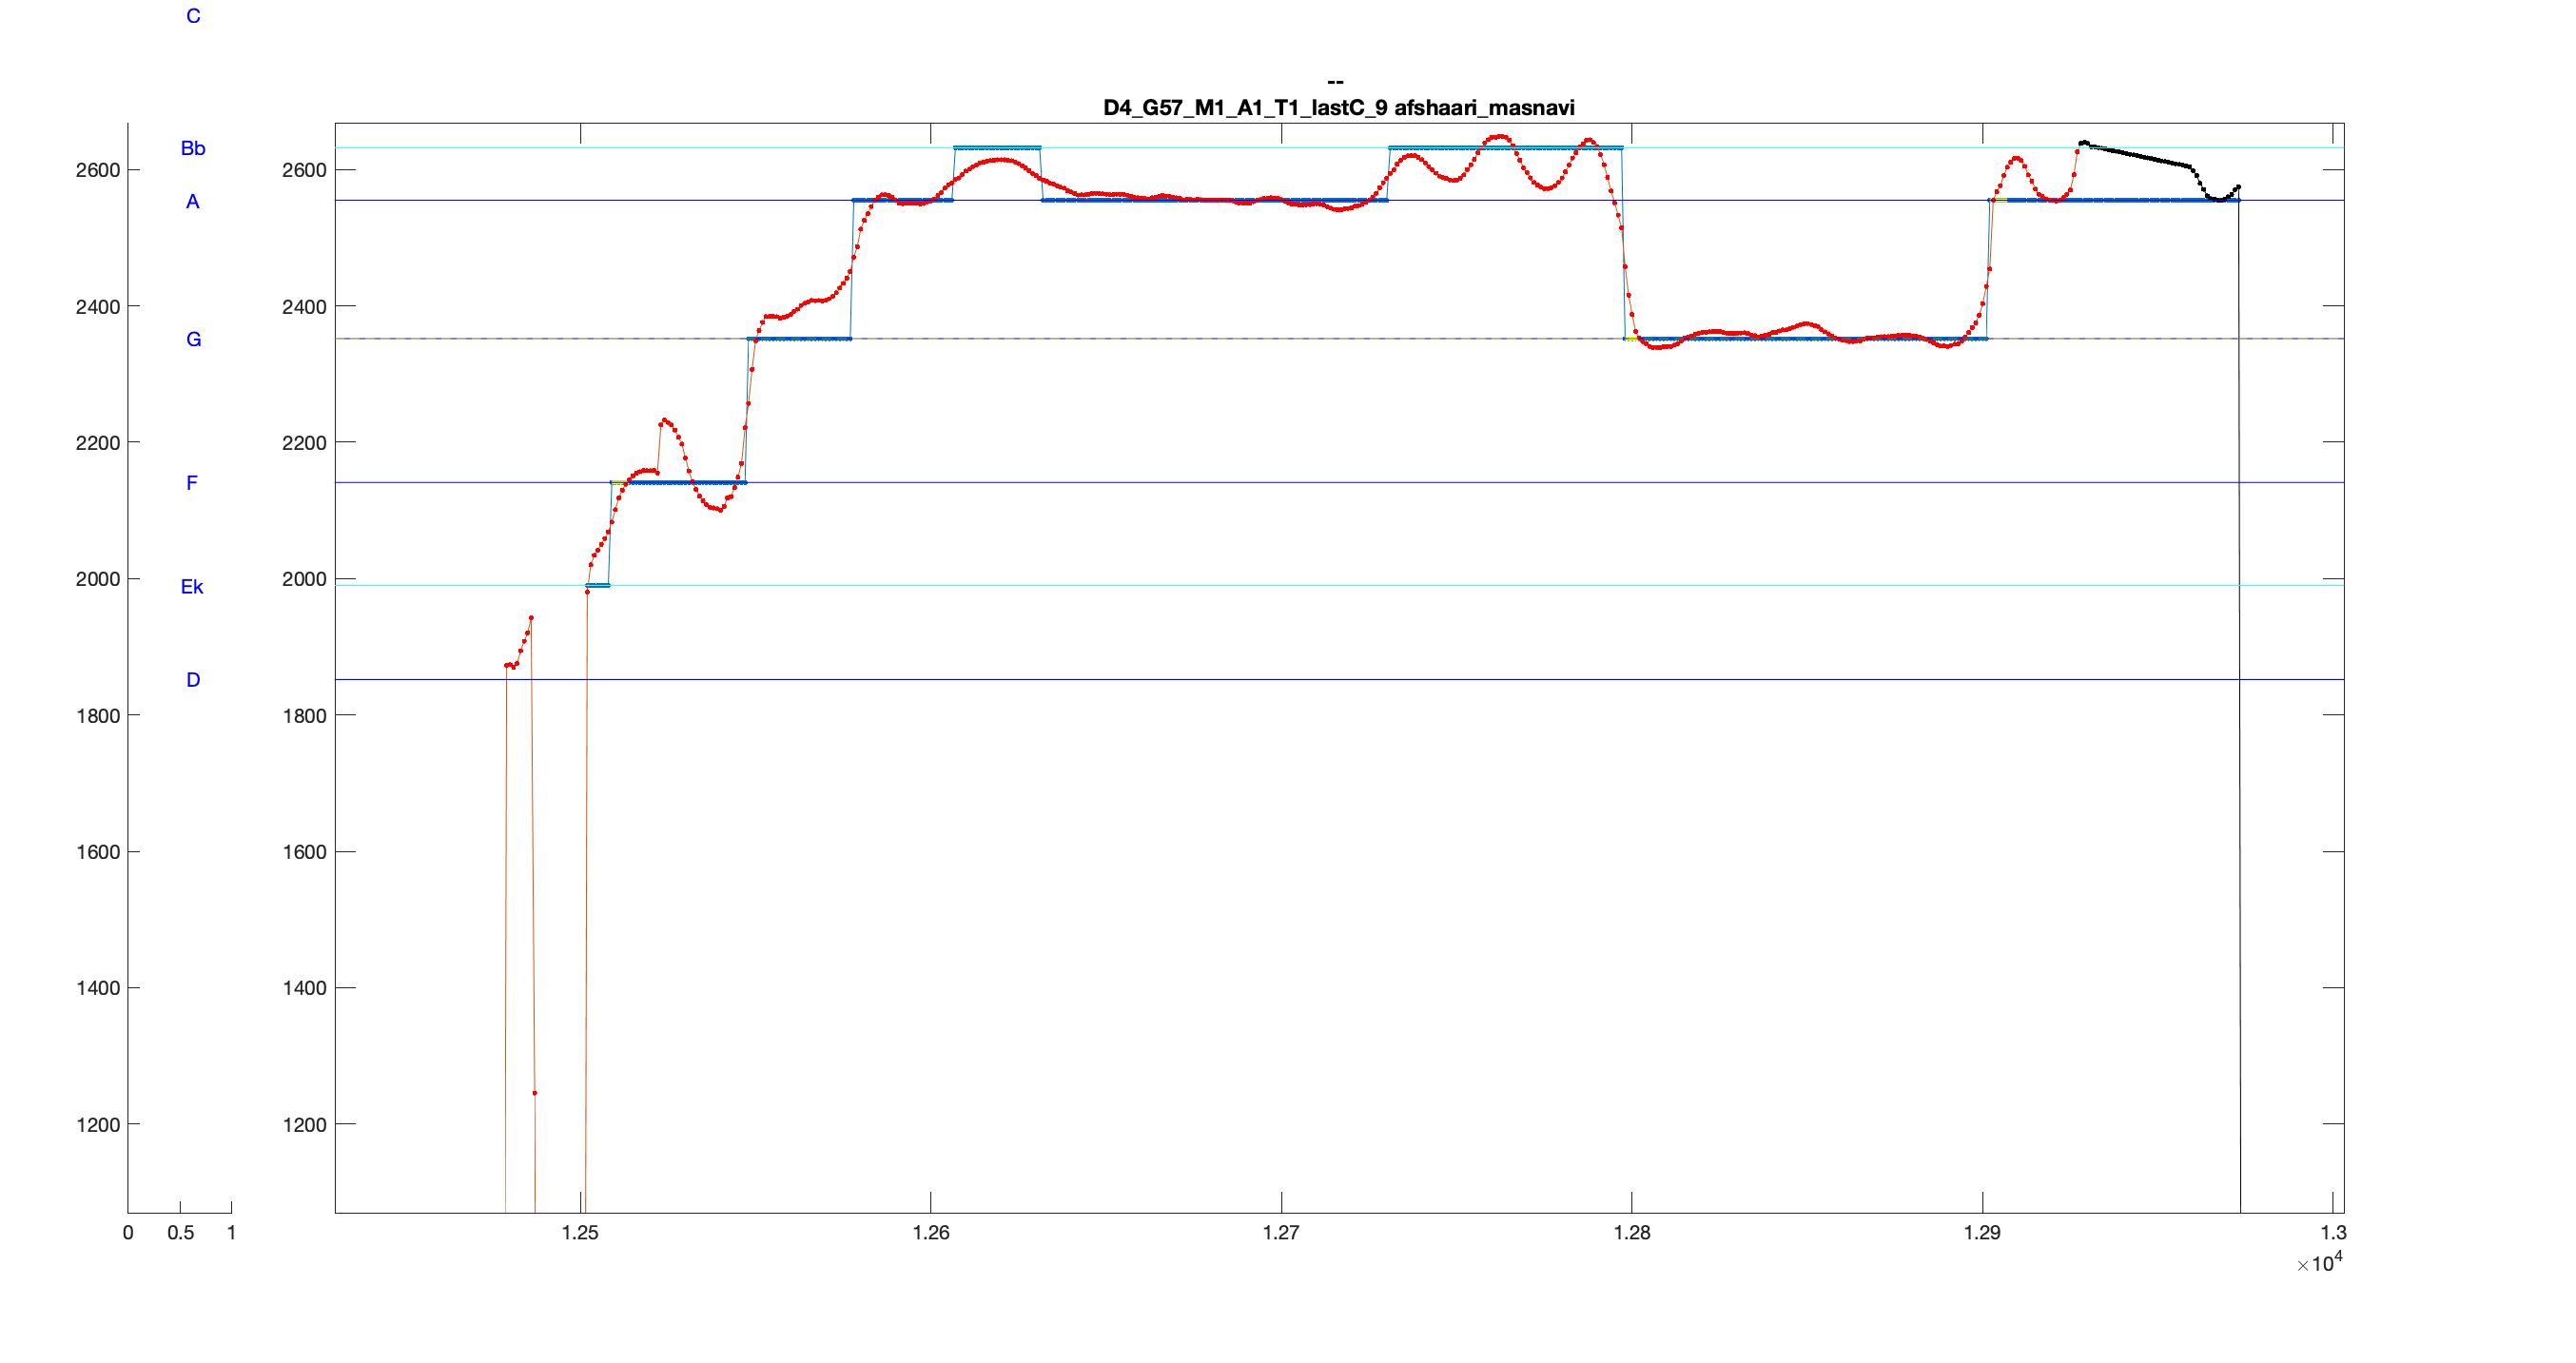 C
--
D4_G57_M1_A1_T1_lastC_9 afshaari_masnavi
2600 Bb 2600
A
2400 2400
G
2200 2200
F
2000 Ek 2000
D
1800 1800
1600 1600
1400 1400
1200 1200
0 0.5 1 1.25 1.26 1.27 1.28 1.29 1.3
×10^4